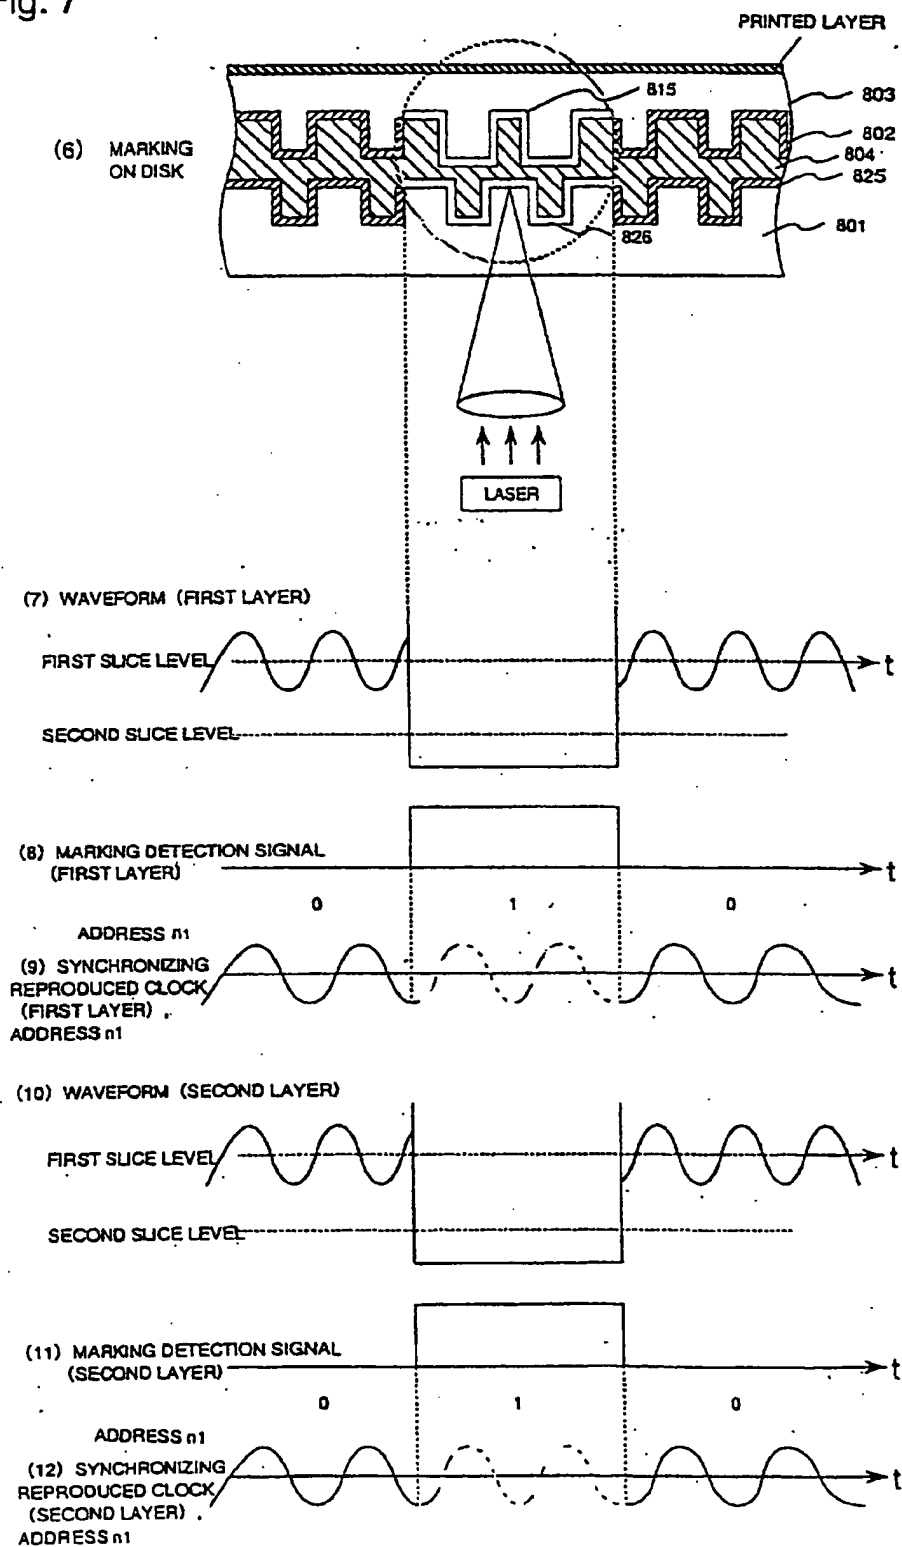 Fig. 7
PRINTED LAYER
815
803
802
804
825
(6) MARKING
ON DISK
801
826
LASER
(7) WAVEFORM (FIRST LAYER)
FIRST SLICE LEVEL
t
SECOND SLICE LEVEL
(8) MARKING DETECTION SIGNAL
(FIRST LAYER)
t
0 1 0
ADDRESS n1
(9) SYNCHRONIZING
REPRODUCED CLOCK
(FIRST LAYER)
ADDRESS n1
t
(10) WAVEFORM (SECOND LAYER)
FIRST SLICE LEVEL
t
SECOND SLICE LEVEL
(11) MARKING DETECTION SIGNAL
(SECOND LAYER)
t
0 1 0
ADDRESS n1
(12) SYNCHRONIZING
REPRODUCED CLOCK
(SECOND LAYER)
ADDRESS n1
t